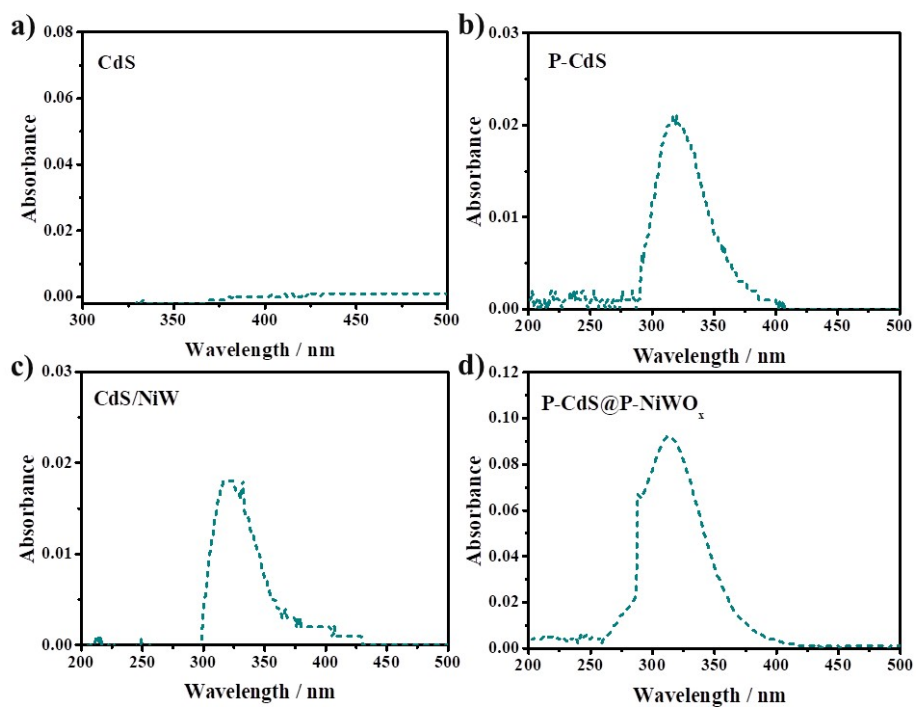 a)
CdS
0.08
0.06
0.04
0.02
0.00
Absorbance
300 350 400 450 500
Wavelength / nm
b)
P-CdS
0.03
0.02
0.01
0.00
Absorbance
200 250 300 350 400 450 500
Wavelength / nm
c)
CdS/NiW
0.03
0.02
0.01
0.00
Absorbance
200 250 300 350 400 450 500
Wavelength / nm
d)
P-CdS@P-NiWOₓ
0.12
0.10
0.08
0.06
0.04
0.02
0.00
Absorbance
200 250 300 350 400 450 500
Wavelength / nm